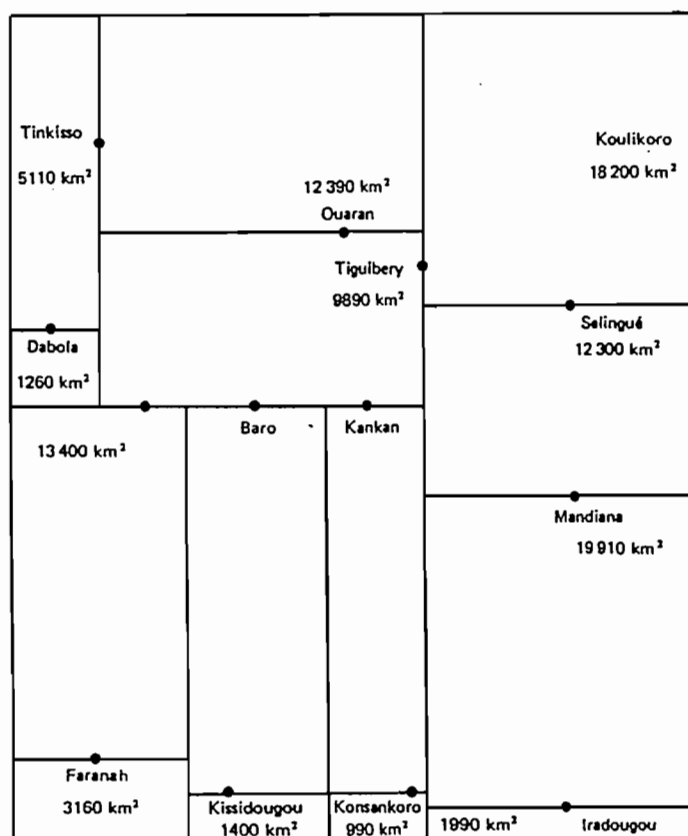 Tinkisso
5110 km²
Koulikoro
18 200 km²
12 390 km²
Ouaran
Tiguibery
9890 km²
Selingué
12 300 km²
Dabola
1260 km²
Baro
Kankan
13 400 km²
Mandiana
19 910 km²
Faranah
3160 km²
Kissidougou
1400 km²
Konsankoro
990 km²
1990 km²
Iradougou